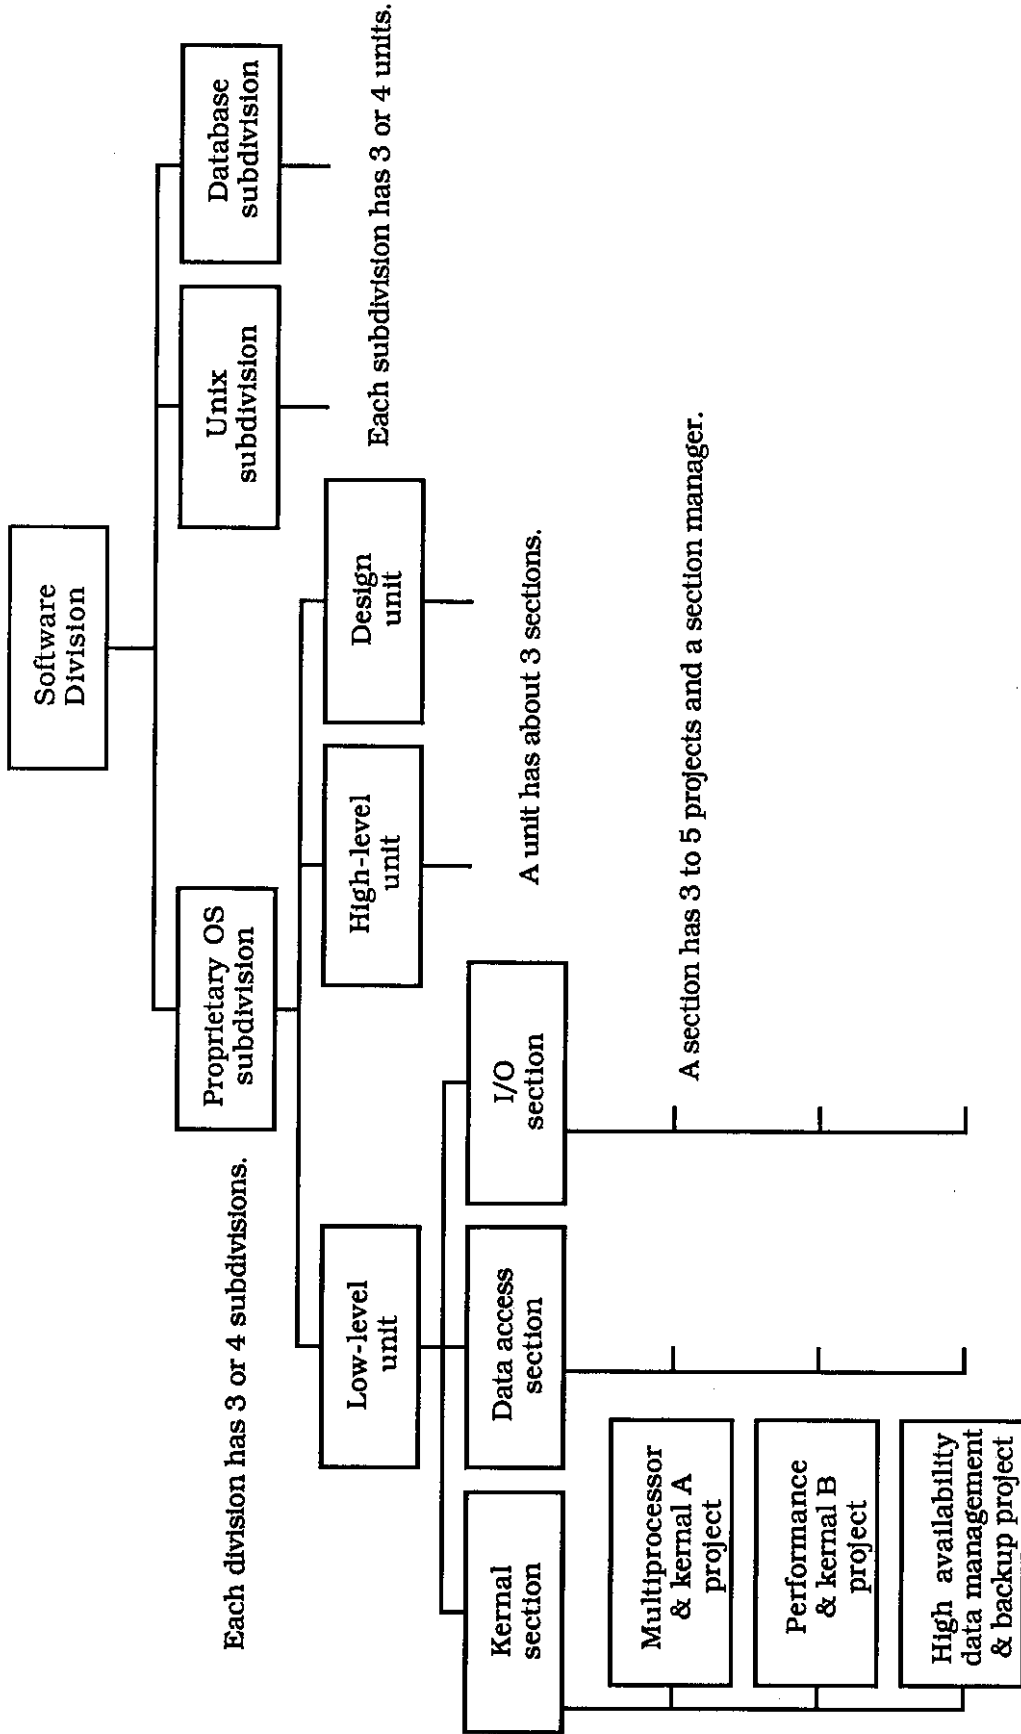 Software
Division
Each division has 3 or 4 subdivisions.
Proprietary OS
subdivision
Unix
subdivision
Database
subdivision
Low-level
unit
High-level
unit
Design
unit
Each subdivision has 3 or 4 units.
Kernal
section
Data access
section
I/O
section
A unit has about 3 sections.
Multiprocessor
& kernal A
project
A section has 3 to 5 projects and a section manager.
Performance
& kernal B
project
High availability
data management
& backup project